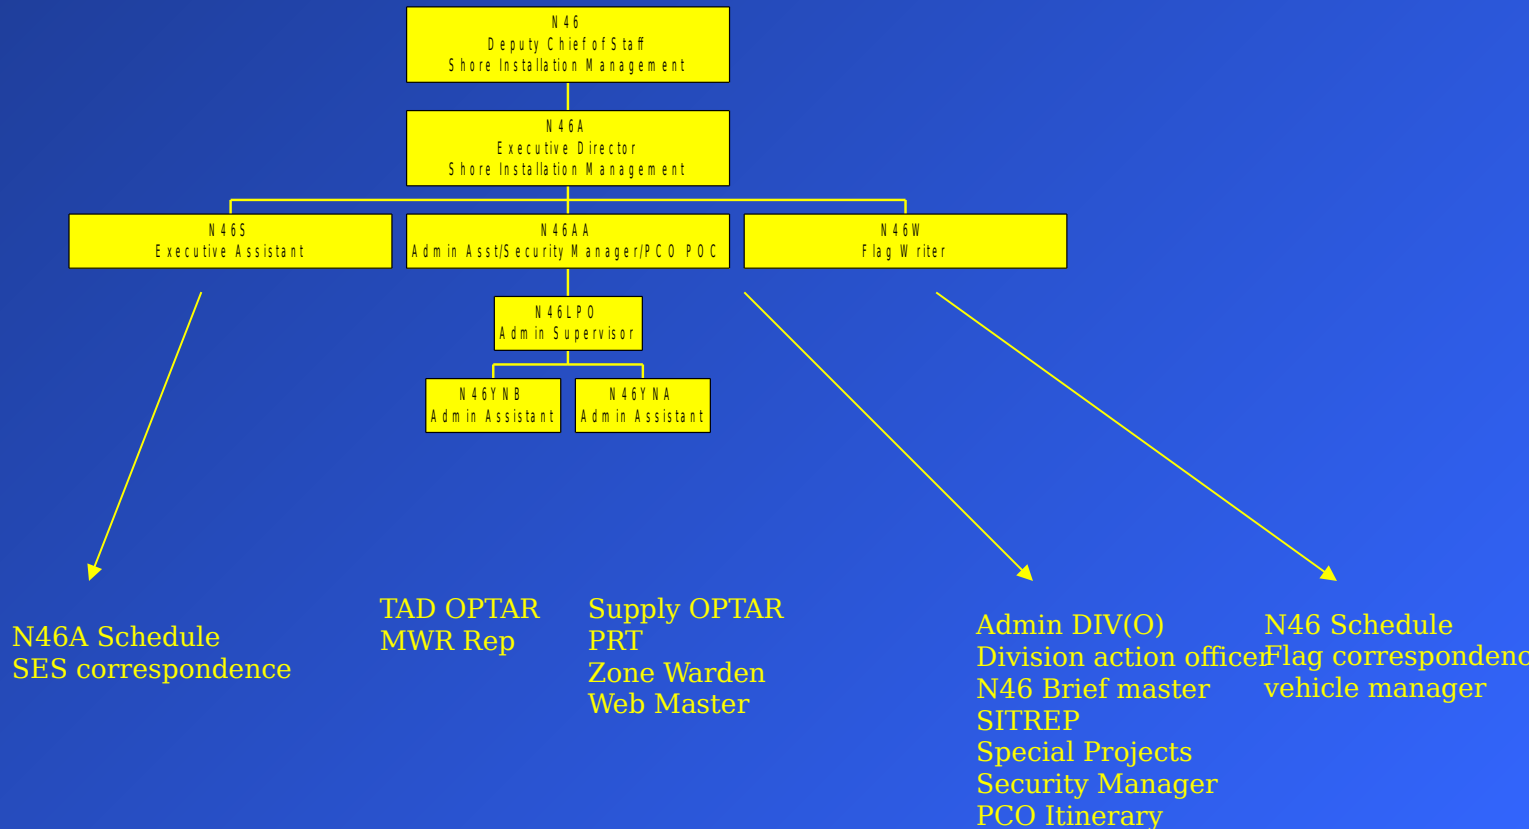 N46
Deputy Chief of Staff
Shore Installation Management
N46A
Executive Director
Shore Installation Management
N46S
Executive Assistant
N46AA
Admin Asst/Security Manager/PCO POC
N46W
Flag Writer
N46LPO
Admin Supervisor
N46YNB
Admin Assistant
N46YNA
Admin Assistant
N46A Schedule
SES correspondence
TAD OPTAR
MWR Rep
Supply OPTAR
PRT
Zone Warden
Web Master
Admin DIV(O)
Division action officer
N46 Brief master
SITREP
Special Projects
Security Manager
PCO Itinerary
N46 Schedule
Flag correspondenc
vehicle manager